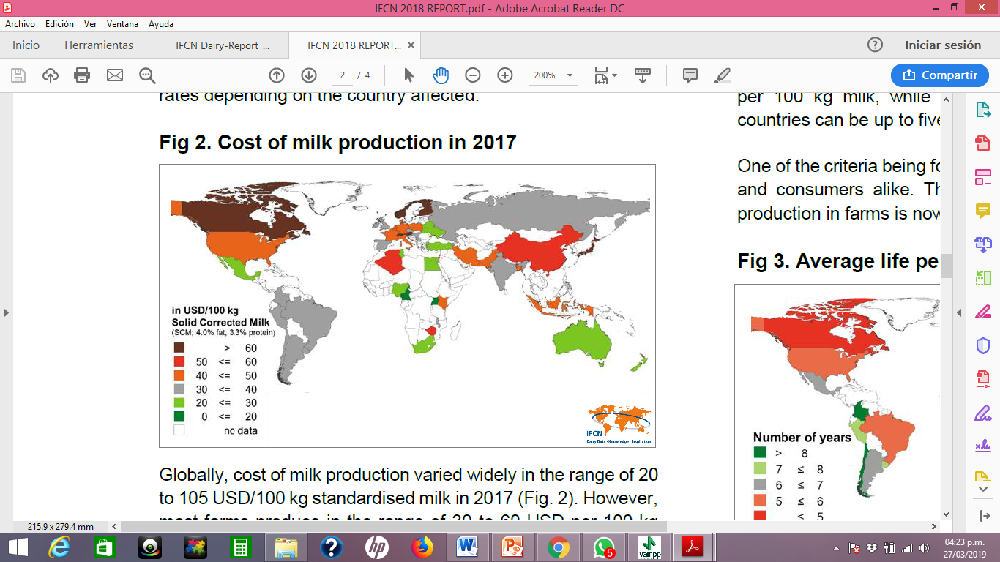 IFCN 2018 REPORT.pdf - Adobe Acrobat Reader DC
Archivo Edición Ver Ventana Ayuda
Inicio Herramientas IFCN Dairy-Report_... IFCN 2018 REPORT... × Iniciar sesión
2 / 4 200% Compartir
rates depending on the country affected.
Fig 2. Cost of milk production in 2017
in USD/100 kg
Solid Corrected Milk
(SCM; 4.0% fat, 3.3% protein)
> 60
50 <= 60
40 <= 50
30 <= 40
20 <= 30
0 <= 20
no data
IFCN
Dairy Data - Knowledge - Inspiration
Globally, cost of milk production varied widely in the range of 20
to 105 USD/100 kg standardised milk in 2017 (Fig. 2). However,
most farms produce in the range of 30 to 60 USD per 100 kg
per 100 kg milk, while
countries can be up to five
One of the criteria being fo
and consumers alike. Th
production in farms is now
Fig 3. Average life pe
Number of years
> 8
7 ≤ 8
6 ≤ 7
5 ≤ 6
≤ 5
215.9 x 279.4 mm
5
vampp
04:23 p.m.
27/03/2019